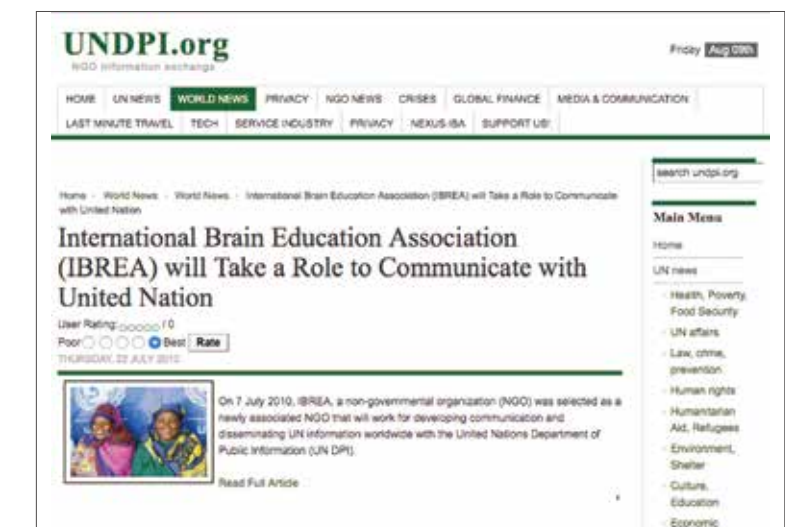 UNDPI.org
NGO information exchange
Friday Aug 09th
HOME UN NEWS WORLD NEWS PRIVACY NGO NEWS CRISES GLOBAL FINANCE MEDIA & COMMUNICATION
LAST MINUTE TRAVEL TECH SERVICE INDUSTRY PRIVACY NEXUS ISA SUPPORT US!
search undpi.org
Home World News World News International Brain Education Association (IBREA) will Take a Role to Communicate
with United Nation
International Brain Education Association
(IBREA) will Take a Role to Communicate with
United Nation
User Rating: / 0
Poor Best Rate
THURSDAY, 22 JULY 2010
On 7 July 2010, IBREA, a non-governmental organization (NGO) was selected as a
newly associated NGO that will work for developing communication and
disseminating UN information worldwide with the United Nations Department of
Public Information (UN DPI).
Read Full Article
Main Menu
Home
UN news
Health, Poverty,
Food Security
UN affairs
Law, crime,
prevention
Human rights
Humanitarian
Aid, Refugees
Environment,
Shelter
Culture,
Education
Economic